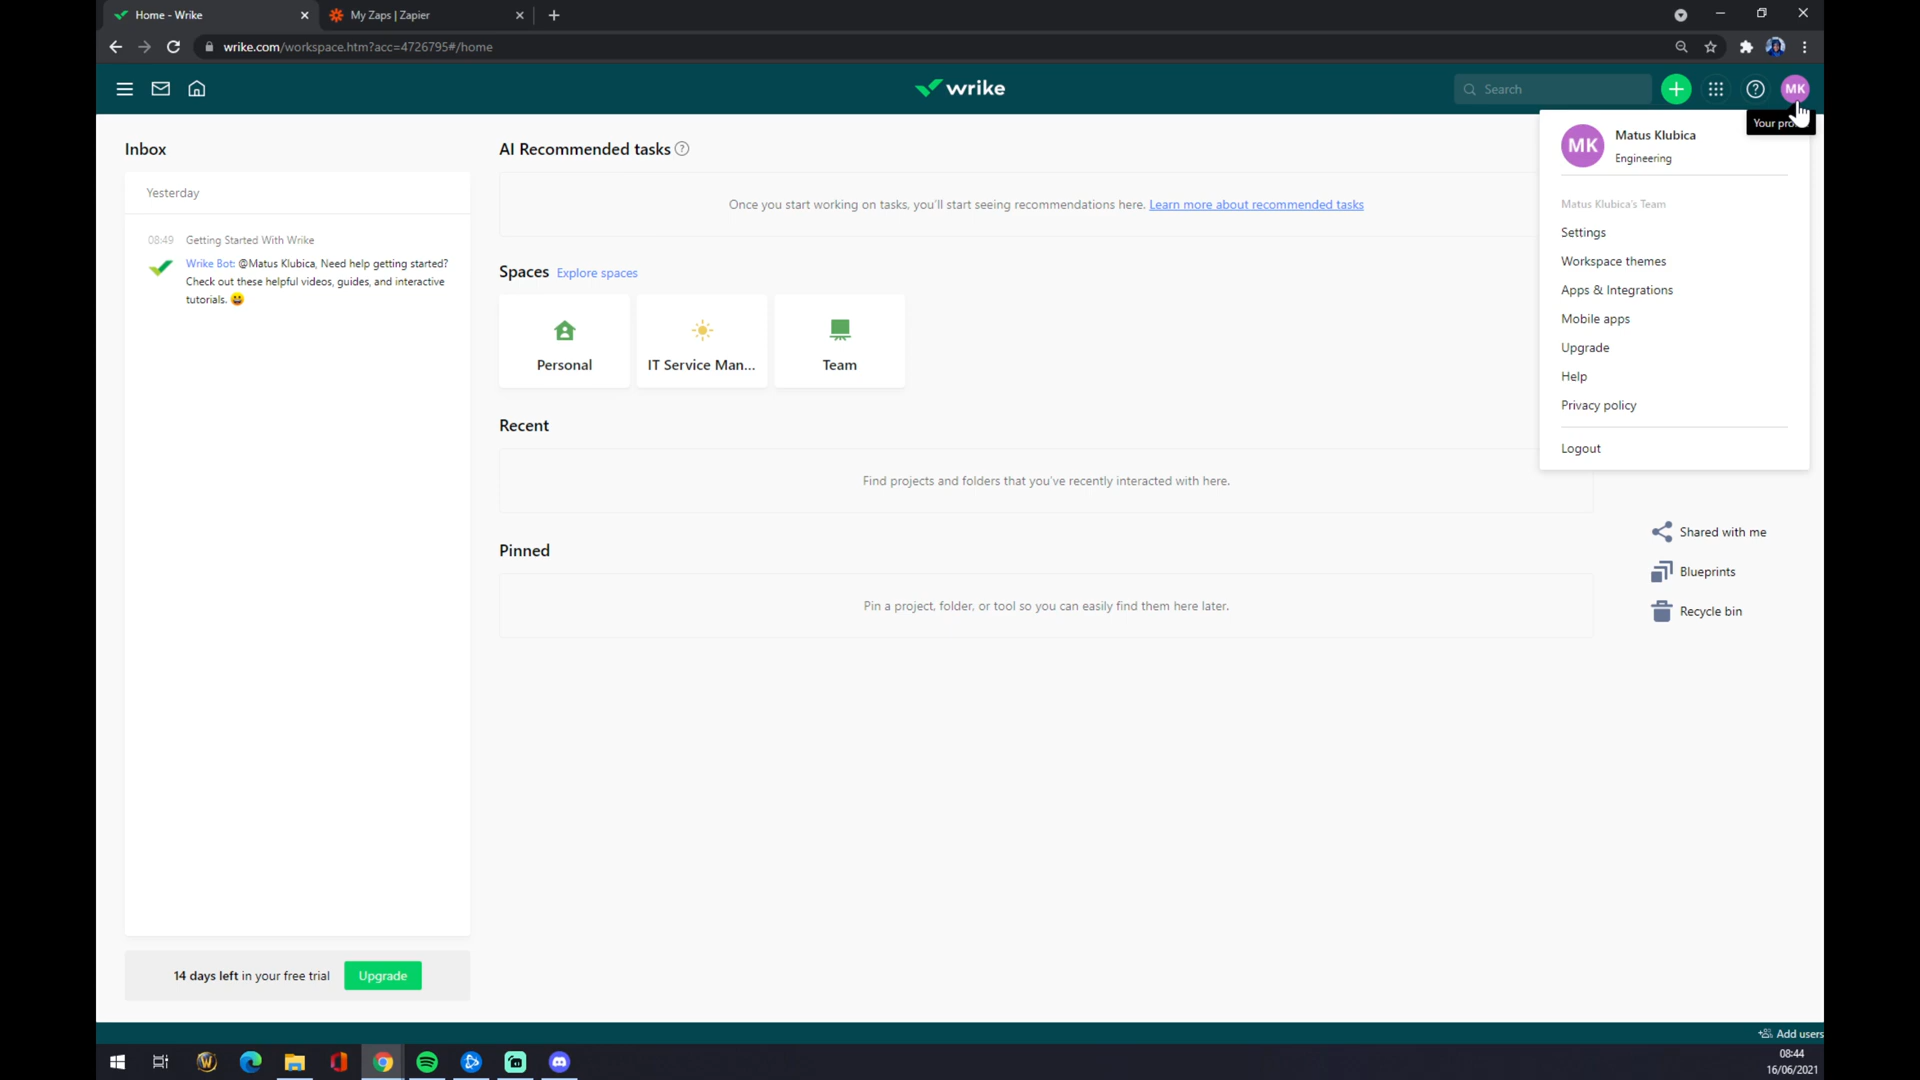 Home - Wrike
My Zaps | Zapier
wrike.com/workspace.htm?acc=4726795#/home
wrike
Search
MK
Inbox
Yesterday
08:49 Getting Started With Wrike
Wrike Bot: @Matus Klubica, Need help getting started?
Check out these helpful videos, guides, and interactive
tutorials. 😀
14 days left in your free trial
Upgrade
AI Recommended tasks
Once you start working on tasks, you'll start seeing recommendations here. Learn more about recommended tasks
Spaces Explore spaces
Personal
IT Service Man...
Team
Recent
Find projects and folders that you've recently interacted with here.
Pinned
Pin a project, folder, or tool so you can easily find them here later.
Your pro
MK
Matus Klubica
Engineering
Matus Klubica's Team
Settings
Workspace themes
Apps & Integrations
Mobile apps
Upgrade
Help
Privacy policy
Logout
Shared with me
Blueprints
Recycle bin
Add users
08:44
16/06/2021